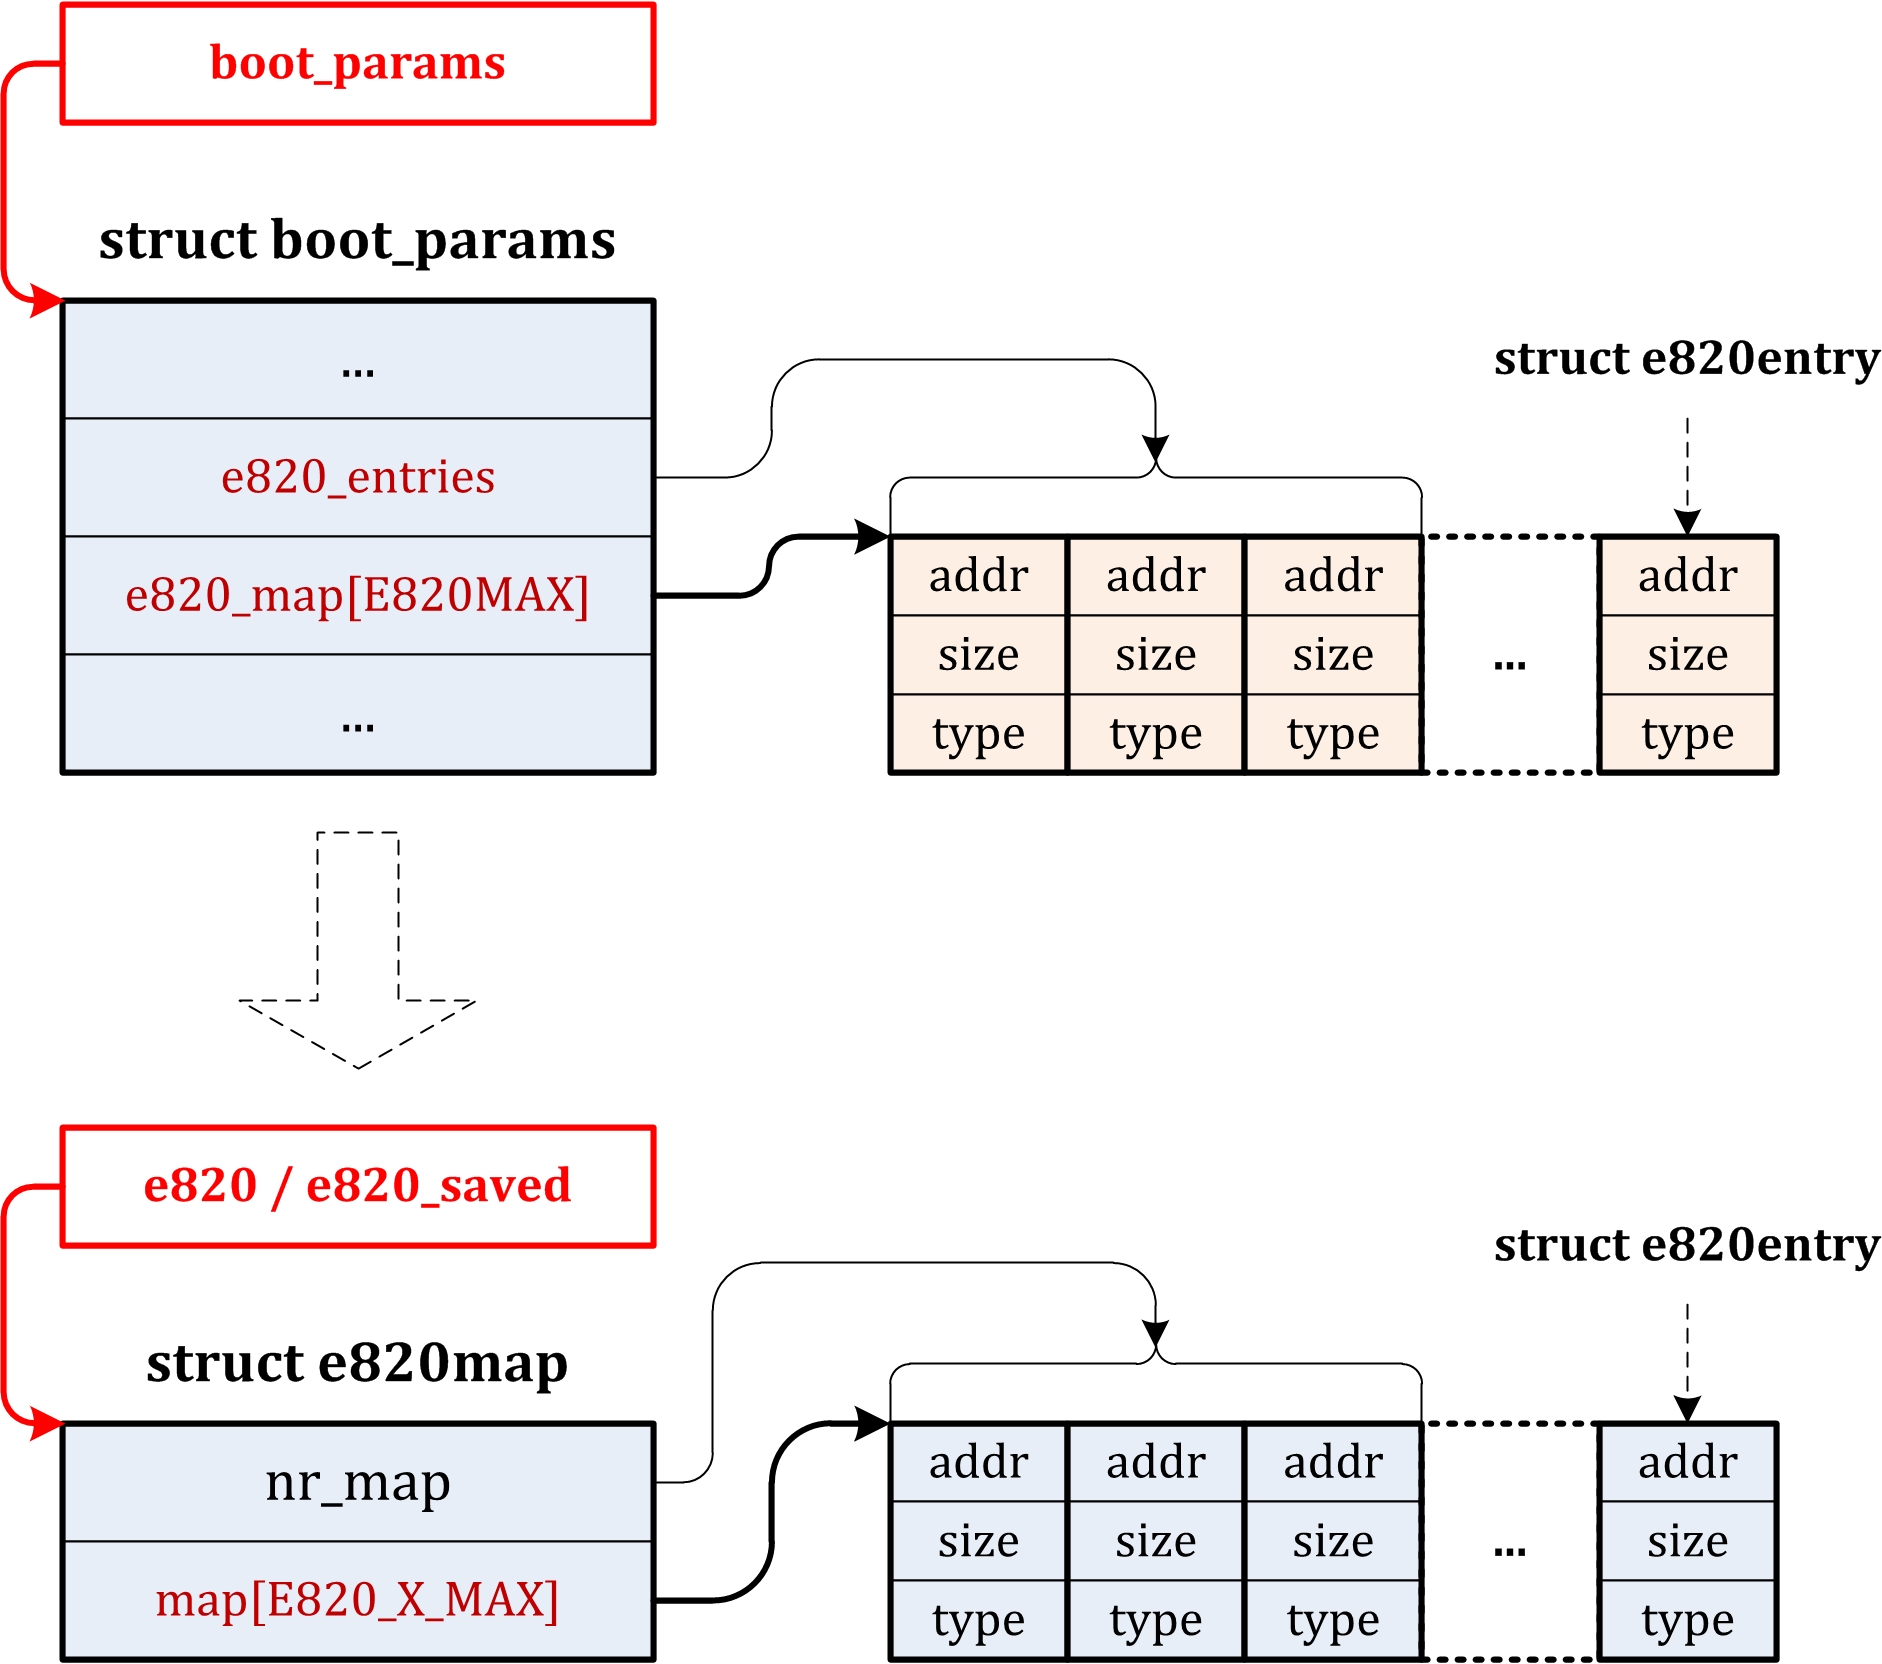 boot_params
struct boot_params
...
e820_entries
e820_map[E820MAX]
...
struct e820entry
addr addr addr addr
size size size ... size
type type type type
e820 / e820_saved
struct e820map
nr_map
map[E820_X_MAX]
struct e820entry
addr addr addr addr
size size size ... size
type type type type